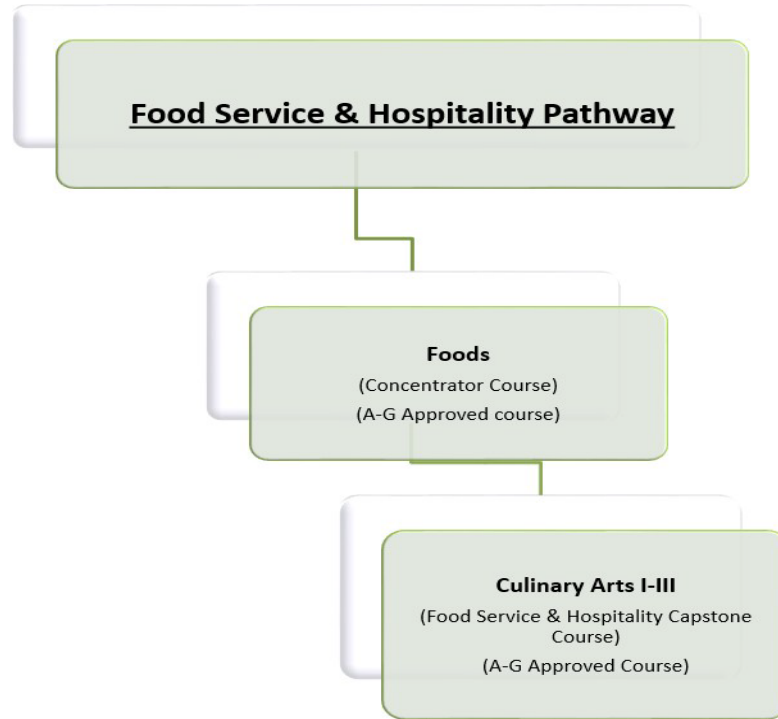 Food Service & Hospitality Pathway
Foods
(Concentrator Course)
(A-G Approved course)
Culinary Arts I-III
(Food Service & Hospitality Capstone
Course)
(A-G Approved Course)